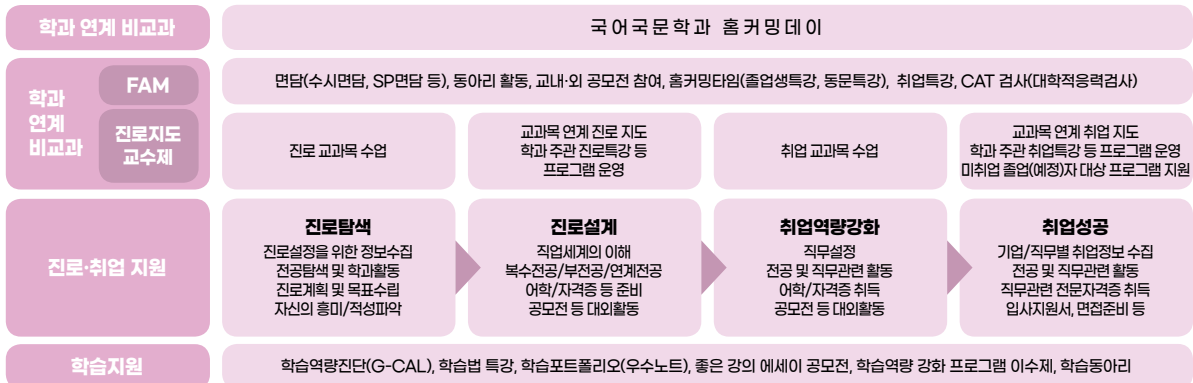 학과 연계 비교과
국어국문학과 홈커밍데이
학과
연계
비교과
FAM
면담(수시면담, SP면담 등), 동아리 활동, 교내·외 공모전 참여, 홈커밍타임(졸업생특강, 동문특강), 취업특강, CAT 검사(대학적응력검사)
진로지도
교수제
진로 교과목 수업
교과목 연계 진로 지도
학과 주관 진로특강 등
프로그램 운영
취업 교과목 수업
교과목 연계 취업 지도
학과 주관 취업특강 등 프로그램 운영
미취업 졸업(예정)자 대상 프로그램 지원
진로·취업 지원
진로탐색
진로설정을 위한 정보수집
전공탐색 및 학과활동
진로계획 및 목표수립
자신의 흥미/적성파악
진로설계
직업세계의 이해
복수전공/부전공/연계전공
어학/자격증 등 준비
공모전 등 대외활동
취업역량강화
직무설정
전공 및 직무관련 활동
어학/자격증 취득
공모전 등 대외활동
취업성공
기업/직무별 취업정보 수집
전공 및 직무관련 활동
직무관련 전문자격증 취득
입사지원서, 면접준비 등
학습지원
학습역량진단(G-CAL), 학습법 특강, 학습포트폴리오(우수노트), 좋은 강의 에세이 공모전, 학습역량 강화 프로그램 이수제, 학습동아리